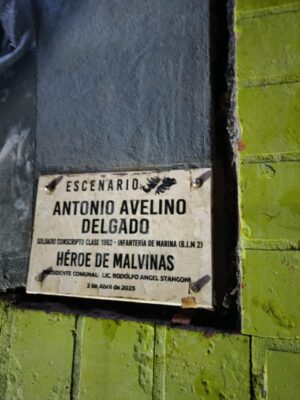 ESCENARIO
ANTONIO AVELINO
DELGADO
SOLDADO CONSCRIPTO CLASE 1962 - INFANTERÍA DE MARINA (B.I.M 2)
HÉROE DE MALVINAS
PRESIDENTE COMUNAL: LIC. RODOLFO ANGEL STANGONI
2 de Abril de 2025